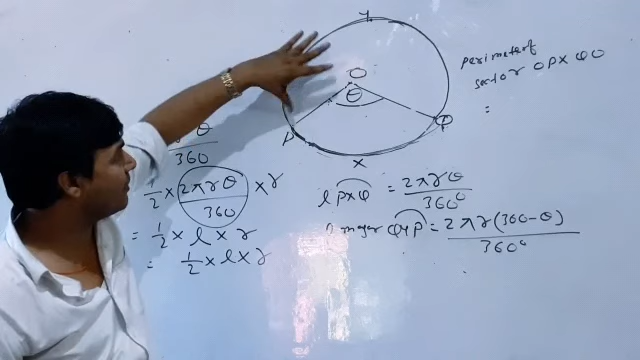 y
O
θ
P
Q
x
perimeter of
sector OPXQO
=
θ
360
1/2 × 2πrθ/360 × r
= 1/2 × l × r
= 1/2 × l × r
l PXQ = 2πrθ/360°
major QYP = 2πr(360-θ)/360°